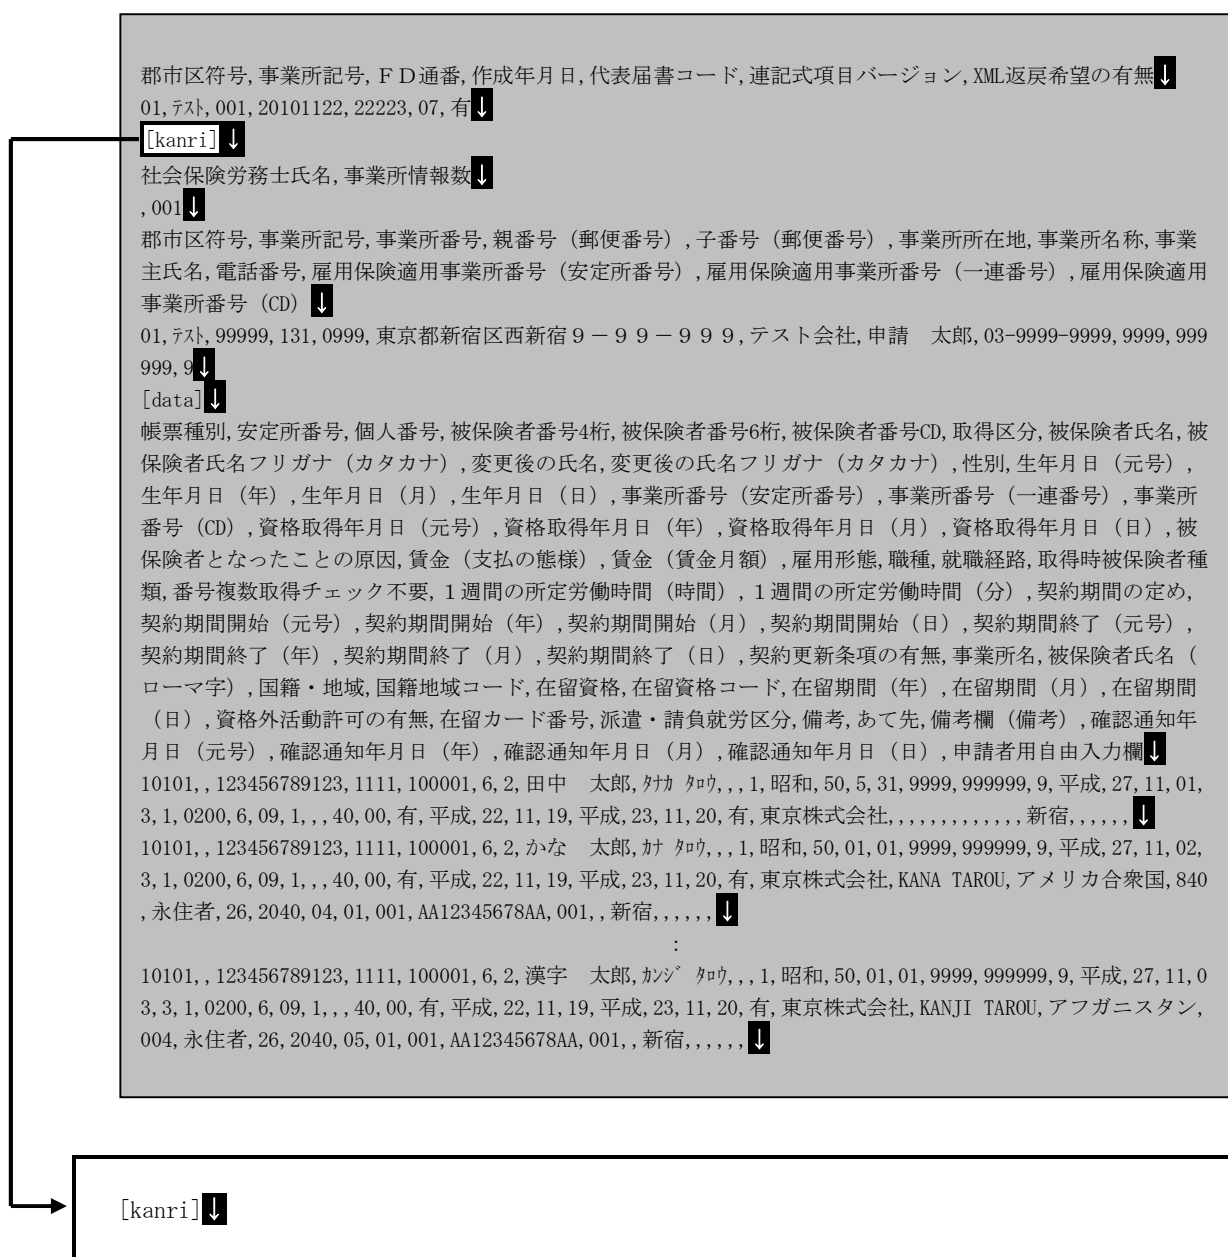 郡市区符号,事業所記号,ＦＤ通番,作成年月日,代表届書コード,連記式項目バージョン,XML返戻希望の有無↓
01,ﾃｽﾄ,001,20101122,22223,07,有↓
[kanri]↓
社会保険労務士氏名,事業所情報数↓
,001↓
郡市区符号,事業所記号,事業所番号,親番号（郵便番号）,子番号（郵便番号）,事業所所在地,事業所名称,事業
主氏名,電話番号,雇用保険適用事業所番号（安定所番号）,雇用保険適用事業所番号（一連番号）,雇用保険適用
事業所番号（CD）↓
01,ﾃｽﾄ,99999,131,0999,東京都新宿区西新宿９－９９－９９９,テスト会社,申請　太郎,03-9999-9999,9999,999
999,9↓
[data]↓
帳票種別,安定所番号,個人番号,被保険者番号4桁,被保険者番号6桁,被保険者番号CD,取得区分,被保険者氏名,被
保険者氏名フリガナ（カタカナ）,変更後の氏名,変更後の氏名フリガナ（カタカナ）,性別,生年月日（元号）,
生年月日（年）,生年月日（月）,生年月日（日）,事業所番号（安定所番号）,事業所番号（一連番号）,事業所
番号（CD）,資格取得年月日（元号）,資格取得年月日（年）,資格取得年月日（月）,資格取得年月日（日）,被
保険者となったことの原因,賃金（支払の態様）,賃金（賃金月額）,雇用形態,職種,就職経路,取得時被保険者種
類,番号複数取得チェック不要,１週間の所定労働時間（時間）,１週間の所定労働時間（分）,契約期間の定め,
契約期間開始（元号）,契約期間開始（年）,契約期間開始（月）,契約期間開始（日）,契約期間終了（元号）,
契約期間終了（年）,契約期間終了（月）,契約期間終了（日）,契約更新条項の有無,事業所名,被保険者氏名（
ローマ字）,国籍・地域,国籍地域コード,在留資格,在留資格コード,在留期間（年）,在留期間（月）,在留期間
（日）,資格外活動許可の有無,在留カード番号,派遣・請負就労区分,備考,あて先,備考欄（備考）,確認通知年
月日（元号）,確認通知年月日（年）,確認通知年月日（月）,確認通知年月日（日）,申請者用自由入力欄↓
10101,,123456789123,1111,100001,6,2,田中　太郎,ﾀﾅｶ ﾀﾛｳ,,,1,昭和,50,5,31,9999,999999,9,平成,27,11,01,
3,1,0200,6,09,1,,,40,00,有,平成,22,11,19,平成,23,11,20,有,東京株式会社,,,,,,,,,,,,,新宿,,,,,,↓
10101,,123456789123,1111,100001,6,2,かな　太郎,ｶﾅ ﾀﾛｳ,,,1,昭和,50,01,01,9999,999999,9,平成,27,11,02,
3,1,0200,6,09,1,,,40,00,有,平成,22,11,19,平成,23,11,20,有,東京株式会社,KANA TAROU,アメリカ合衆国,840
,永住者,26,2040,04,01,001,AA12345678AA,001,,新宿,,,,,,↓
：
10101,,123456789123,1111,100001,6,2,漢字　太郎,ｶﾝｼﾞ ﾀﾛｳ,,,1,昭和,50,01,01,9999,999999,9,平成,27,11,0
3,3,1,0200,6,09,1,,,40,00,有,平成,22,11,19,平成,23,11,20,有,東京株式会社,KANJI TAROU,アフガニスタン,
004,永住者,26,2040,05,01,001,AA12345678AA,001,,新宿,,,,,,↓
[kanri]↓